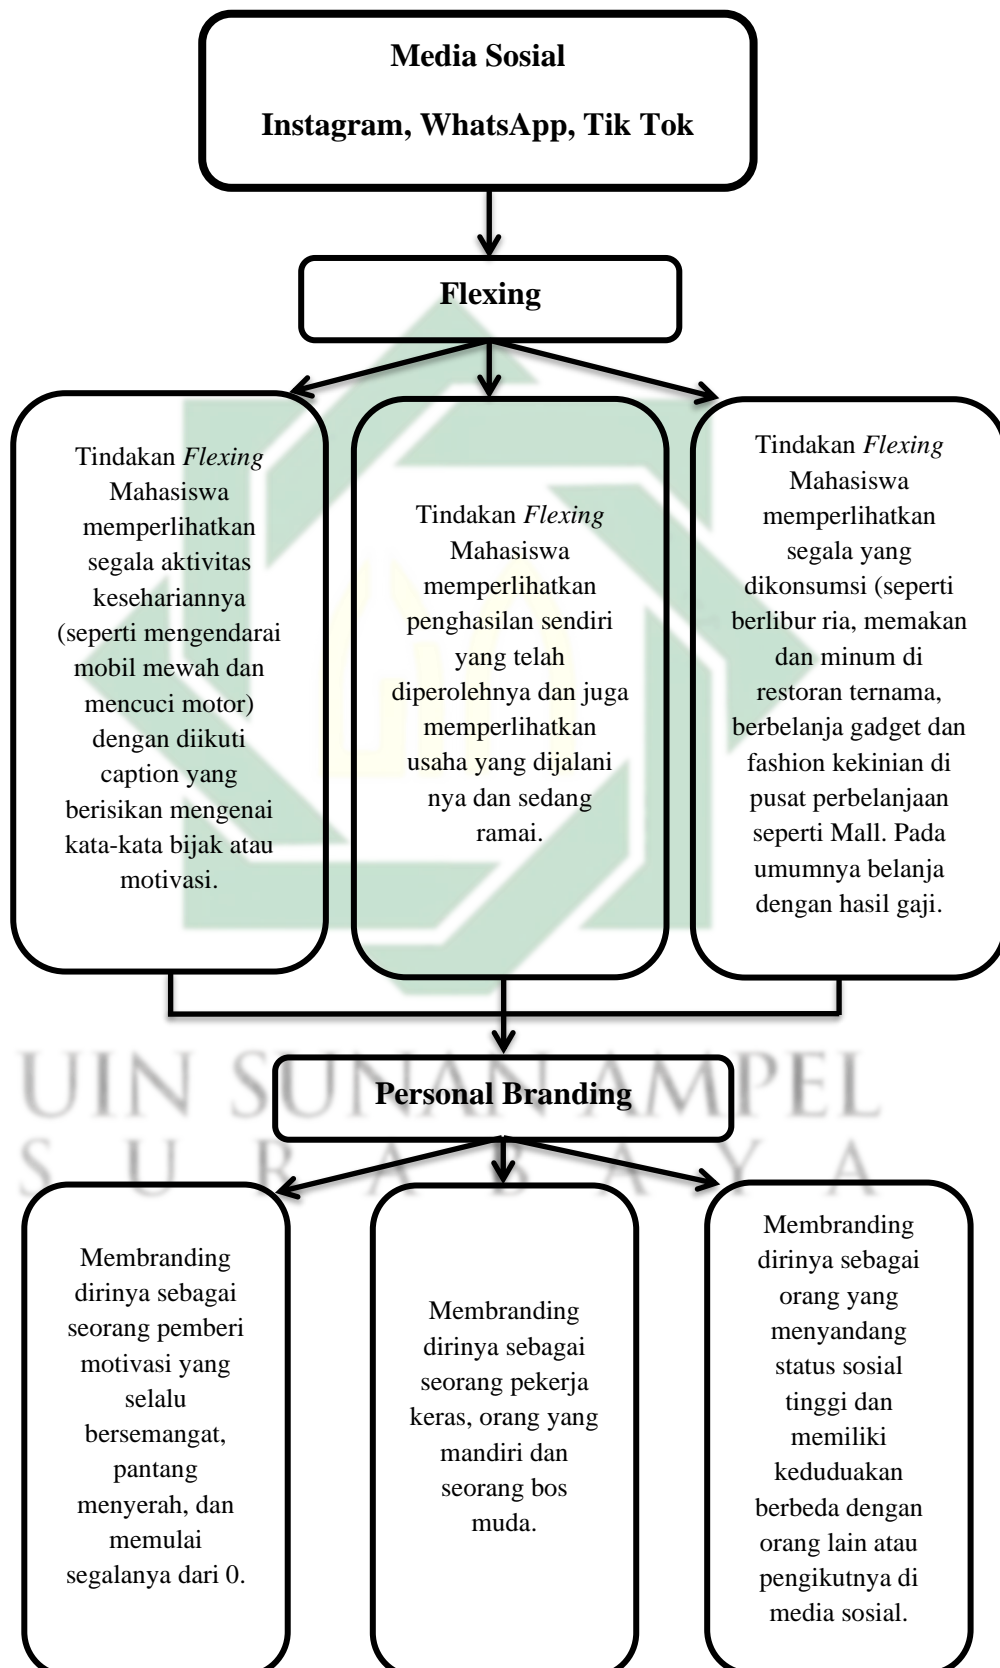 Media Sosial
Instagram, WhatsApp, Tik Tok
Flexing
Tindakan Flexing
Mahasiswa
memperlihatkan
segala aktivitas
kesehariannya
(seperti mengendarai
mobil mewah dan
mencuci motor)
dengan diikuti
caption yang
berisikan mengenai
kata-kata bijak atau
motivasi.
Tindakan Flexing
Mahasiswa
memperlihatkan
penghasilan sendiri
yang telah
diperolehnya dan juga
memperlihatkan
usaha yang dijalani
nya dan sedang
ramai.
Tindakan Flexing
Mahasiswa
memperlihatkan
segala yang
dikonsumsi (seperti
berlibur ria, memakan
dan minum di
restoran ternama,
berbelanja gadget dan
fashion kekinian di
pusat perbelanjaan
seperti Mall. Pada
umumnya belanja
dengan hasil gaji.
UIN SUNAN AMPEL
SURABAYA
Personal Branding
Membranding
dirinya sebagai
seorang pemberi
motivasi yang
selalu
bersemangat,
pantang
menyerah, dan
memulai
segalanya dari 0.
Membranding
dirinya sebagai
seorang pekerja
keras, orang yang
mandiri dan
seorang bos
muda.
Membranding
dirinya sebagai
orang yang
menyandang
status sosial
tinggi dan
memiliki
keduduakan
berbeda dengan
orang lain atau
pengikutnya di
media sosial.